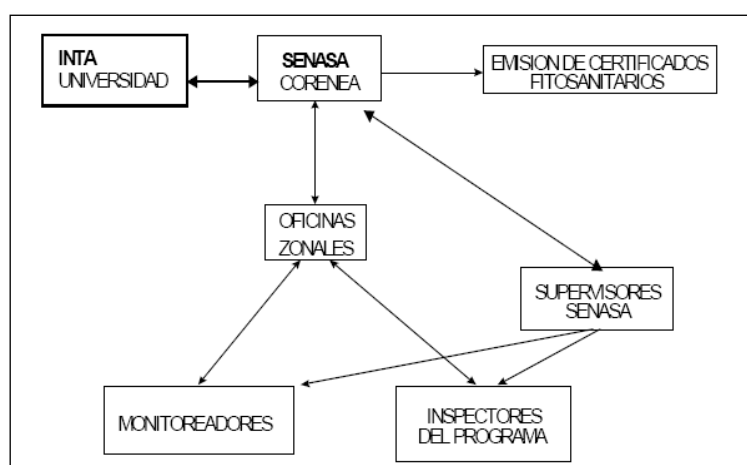 INTA
UNIVERSIDAD
SENASA
CORENEA
EMISION DE CERTIFICADOS
FITOSANITARIOS
OFICINAS
ZONALES
SUPERVISORES
SENASA
MONITOREADORES
INSPECTORES
DEL PROGRAMA